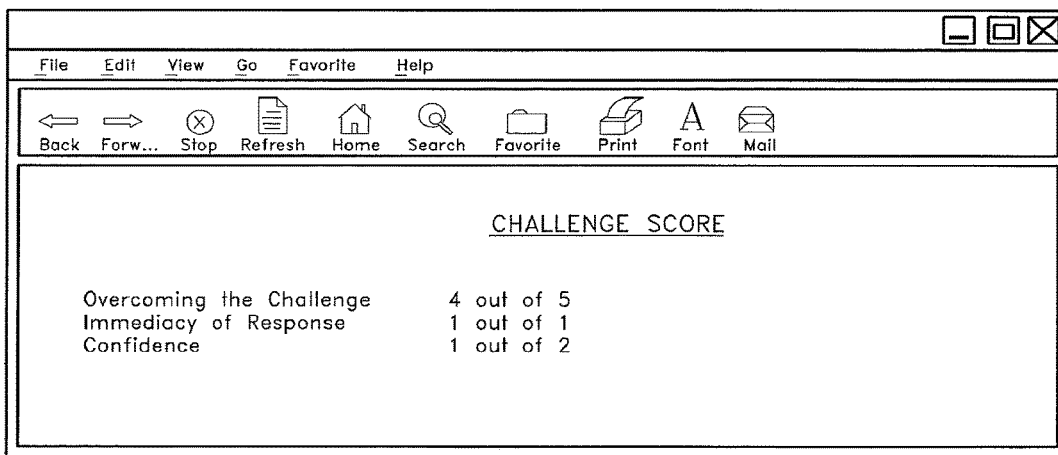 File Edit View Go Favorite Help
Back Forw... Stop Refresh Home Search Favorite Print A Font Mail
CHALLENGE SCORE
Overcoming the Challenge 4 out of 5
Immediacy of Response 1 out of 1
Confidence 1 out of 2